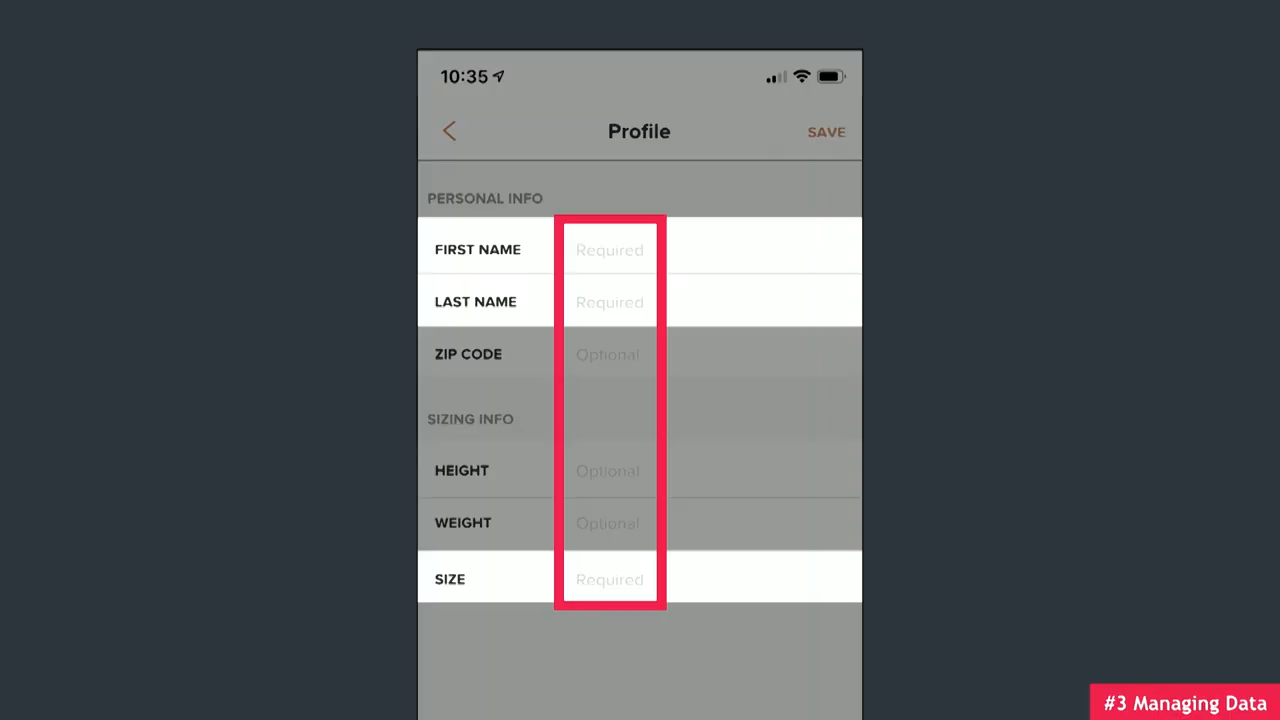 10:35
Profile
SAVE
PERSONAL INFO
FIRST NAME Required
LAST NAME Required
ZIP CODE Optional
SIZING INFO
HEIGHT Optional
WEIGHT Optional
SIZE Required
#3 Managing Data